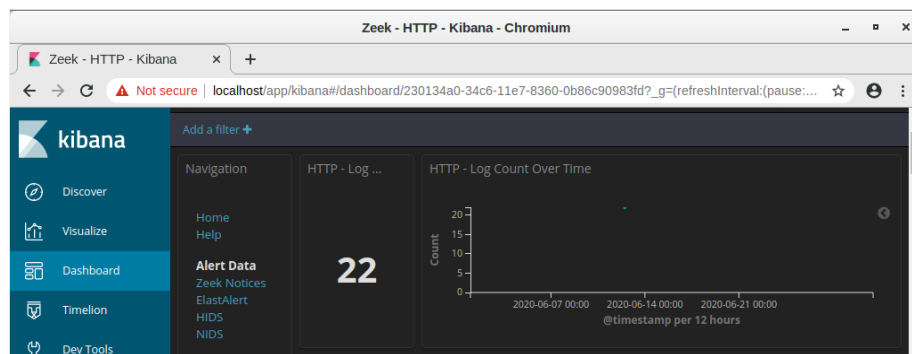 Zeek - HTTP - Kibana - Chromium
Zeek - HTTP - Kibana
Not secure | localhost/app/kibana#/dashboard/230134a0-34c6-11e7-8360-0b86c90983fd?_g=(refreshInterval:(pause:...
kibana
Discover
Visualize
Dashboard
Timelion
Dev Tools
Add a filter +
Navigation
Home
Help
Alert Data
Zeek Notices
ElastAlert
HIDS
NIDS
HTTP - Log ...
22
HTTP - Log Count Over Time
Count
20
15
10
5
0
2020-06-07 00:00 2020-06-14 00:00 2020-06-21 00:00
@timestamp per 12 hours